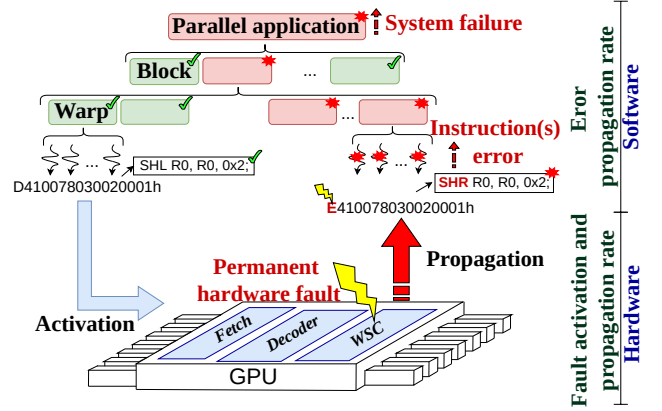 Parallel application
System failure
Block
...
Warp
...
Instruction(s)
error
...
...
SHL R0, R0, 0x2;
SHR R0, R0, 0x2;
D410078030020001h
E410078030020001h
Permanent
hardware fault
Propagation
Activation
Fetch
Decoder
WSC
GPU
Eror
propagation rate
Software
Fault activation and
propagation rate
Hardware